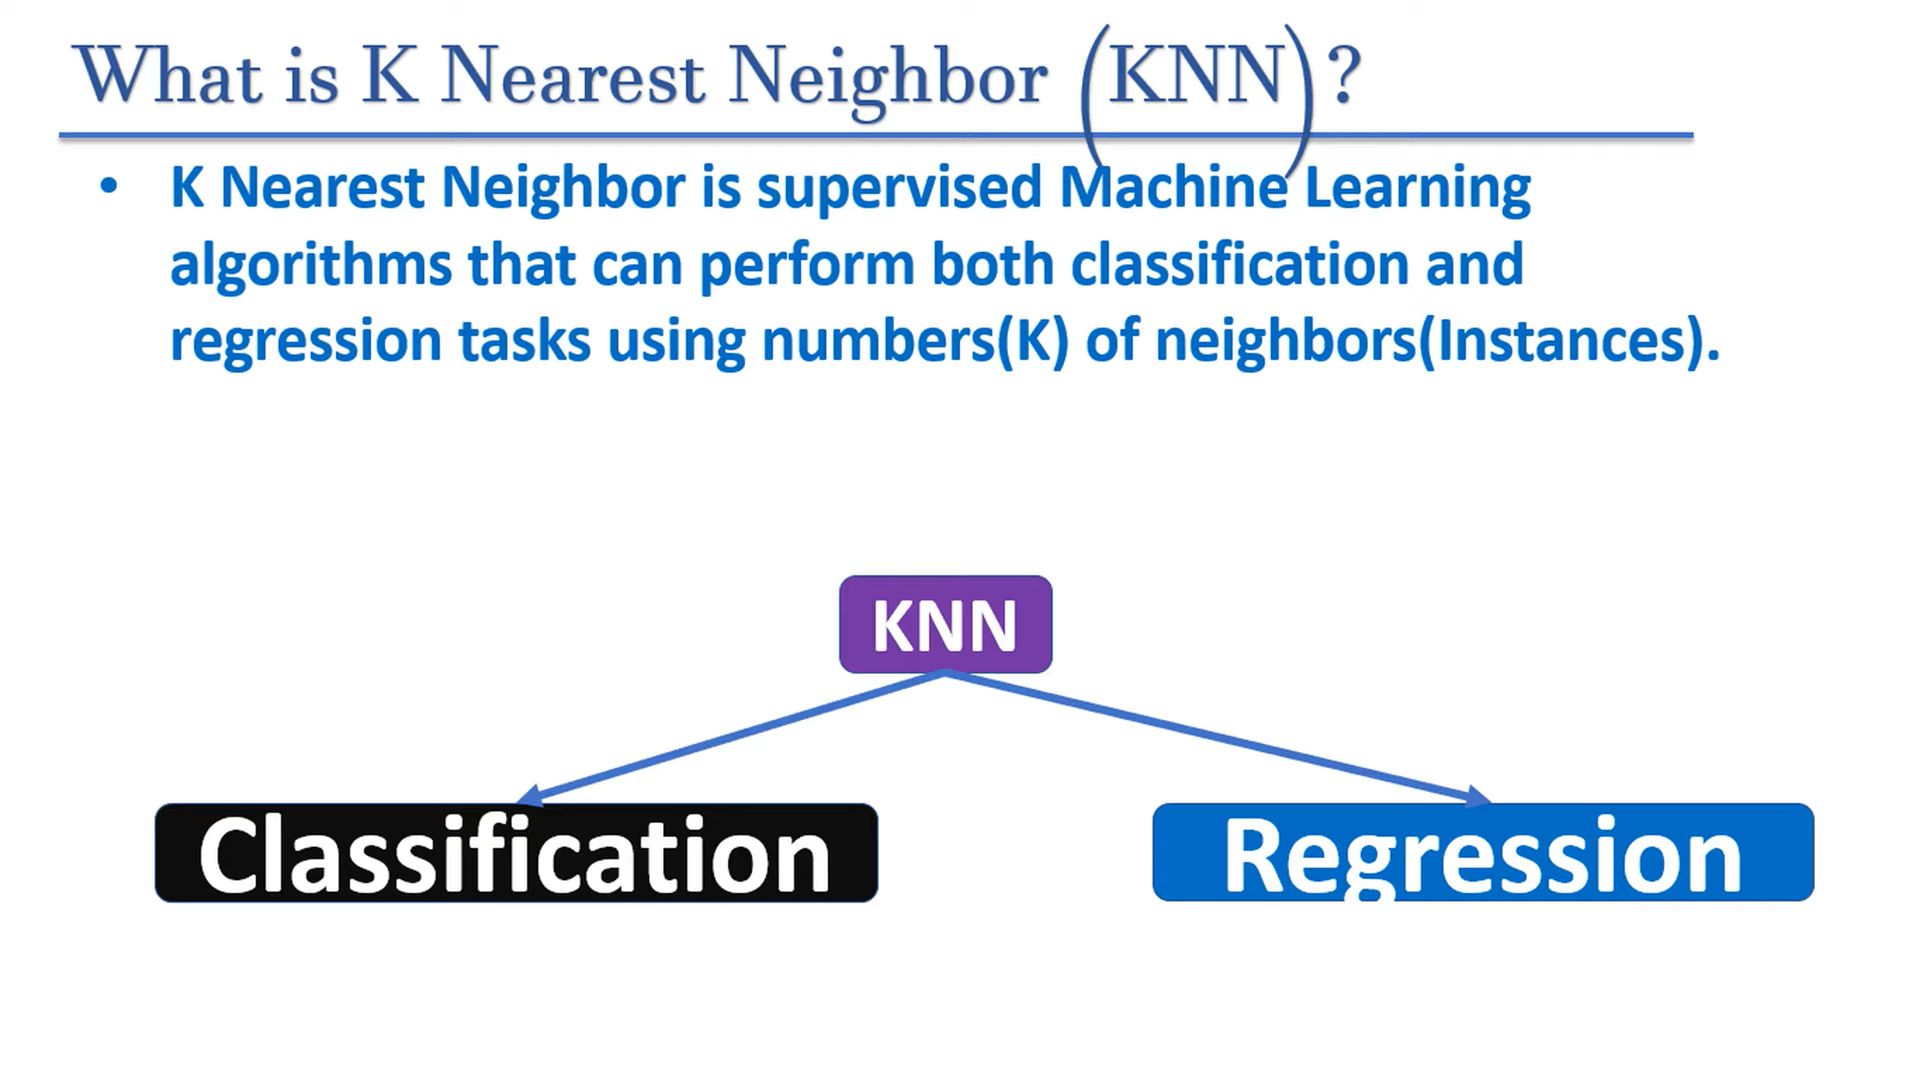 What is K Nearest Neighbor (KNN)?
• K Nearest Neighbor is supervised Machine Learning
algorithms that can perform both classification and
regression tasks using numbers(K) of neighbors(Instances).
KNN
Classification
Regression